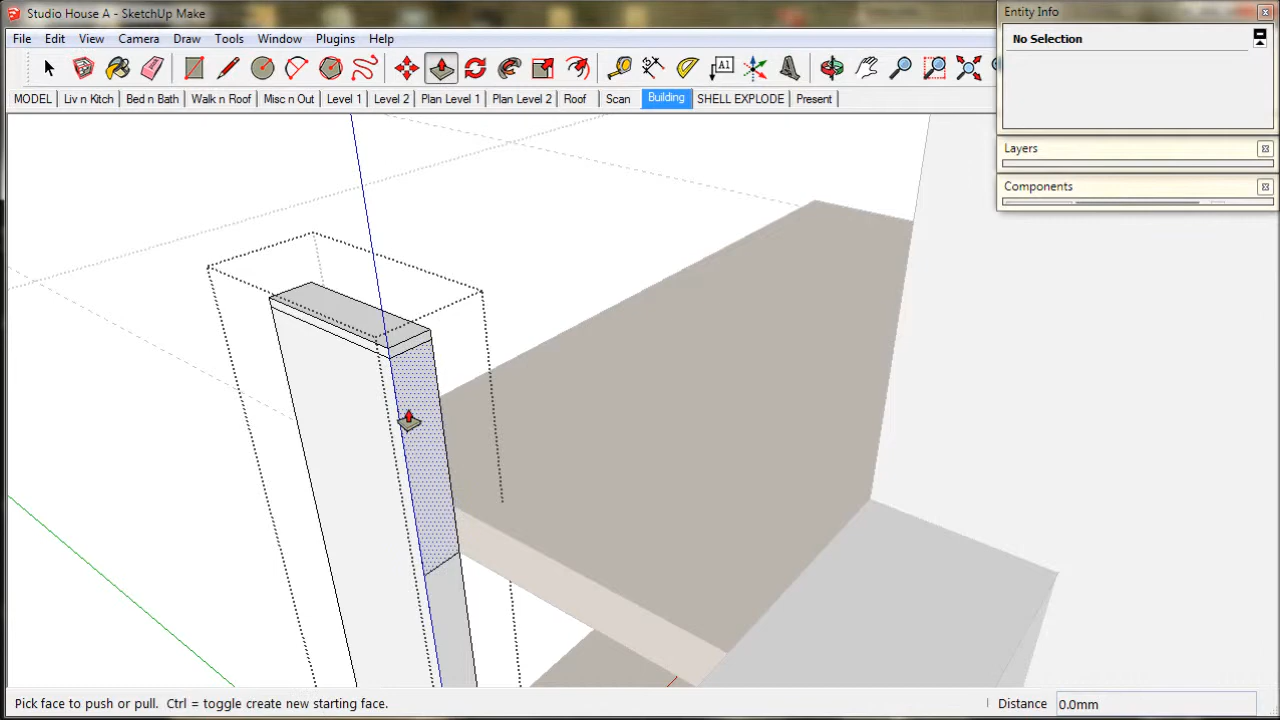 Studio House A - SketchUp Make
Entity Info
File Edit View Camera Draw Tools Window Plugins Help
No Selection
A1
MODEL Liv n Kitch Bed n Bath Walk n Roof Misc n Out Level 1 Level 2 Plan Level 1 Plan Level 2 Roof Scan Building SHELL EXPLODE Present
Layers
Components
Pick face to push or pull. Ctrl = toggle create new starting face.
Distance 0.0mm